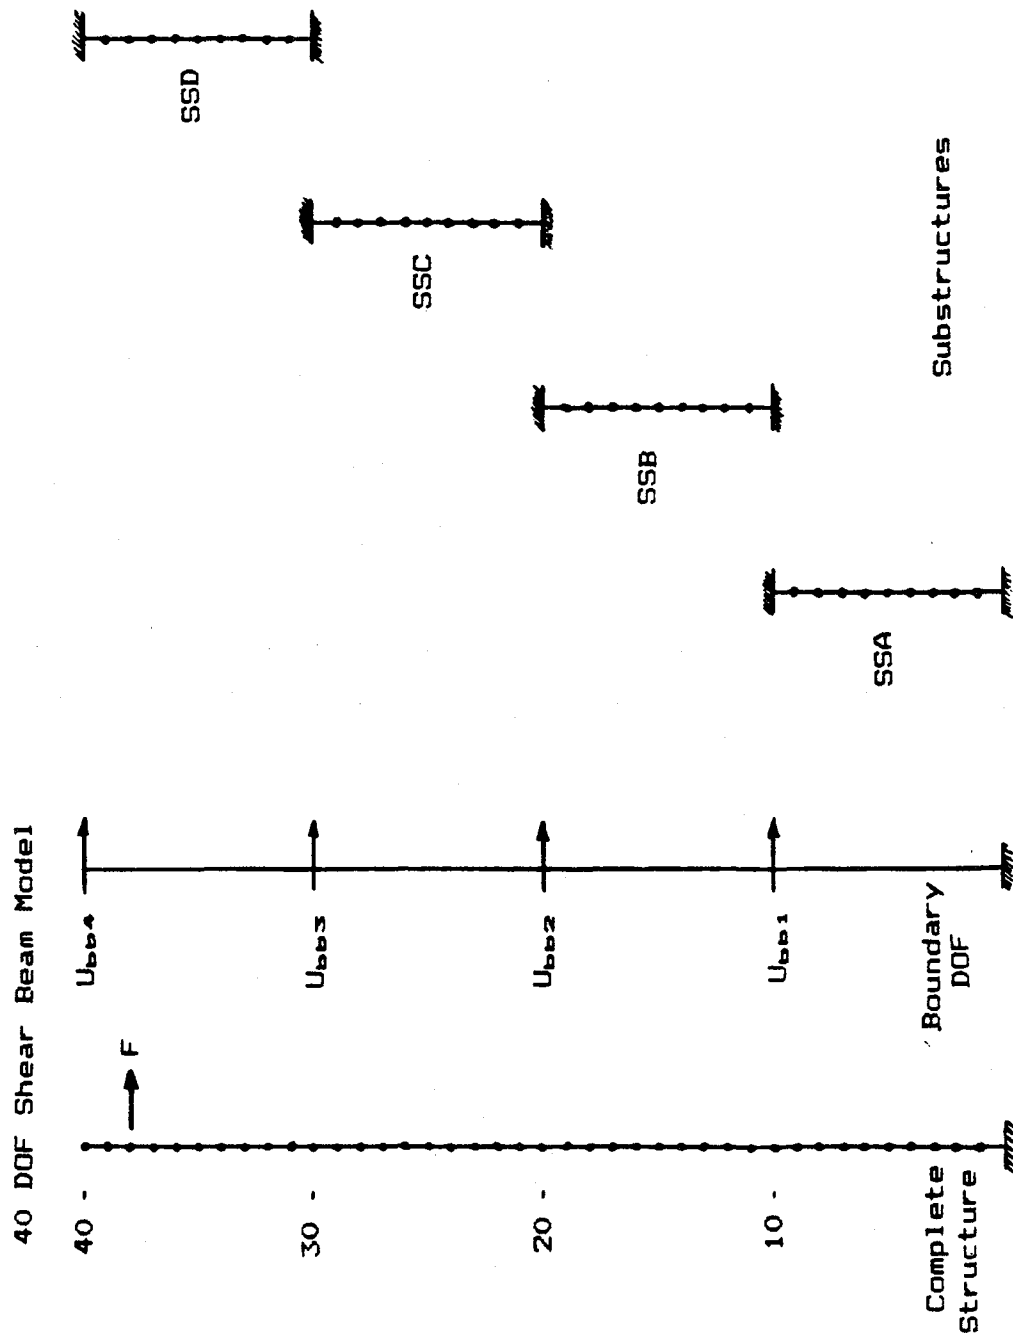 40 DOF Shear Beam Model
40 -
30 -
20 -
10 -
F
Complete
Structure
Ubb4
Ubb3
Ubb2
Ubb1
Boundary
DOF
SSA
SSB
SSC
SSD
Substructures